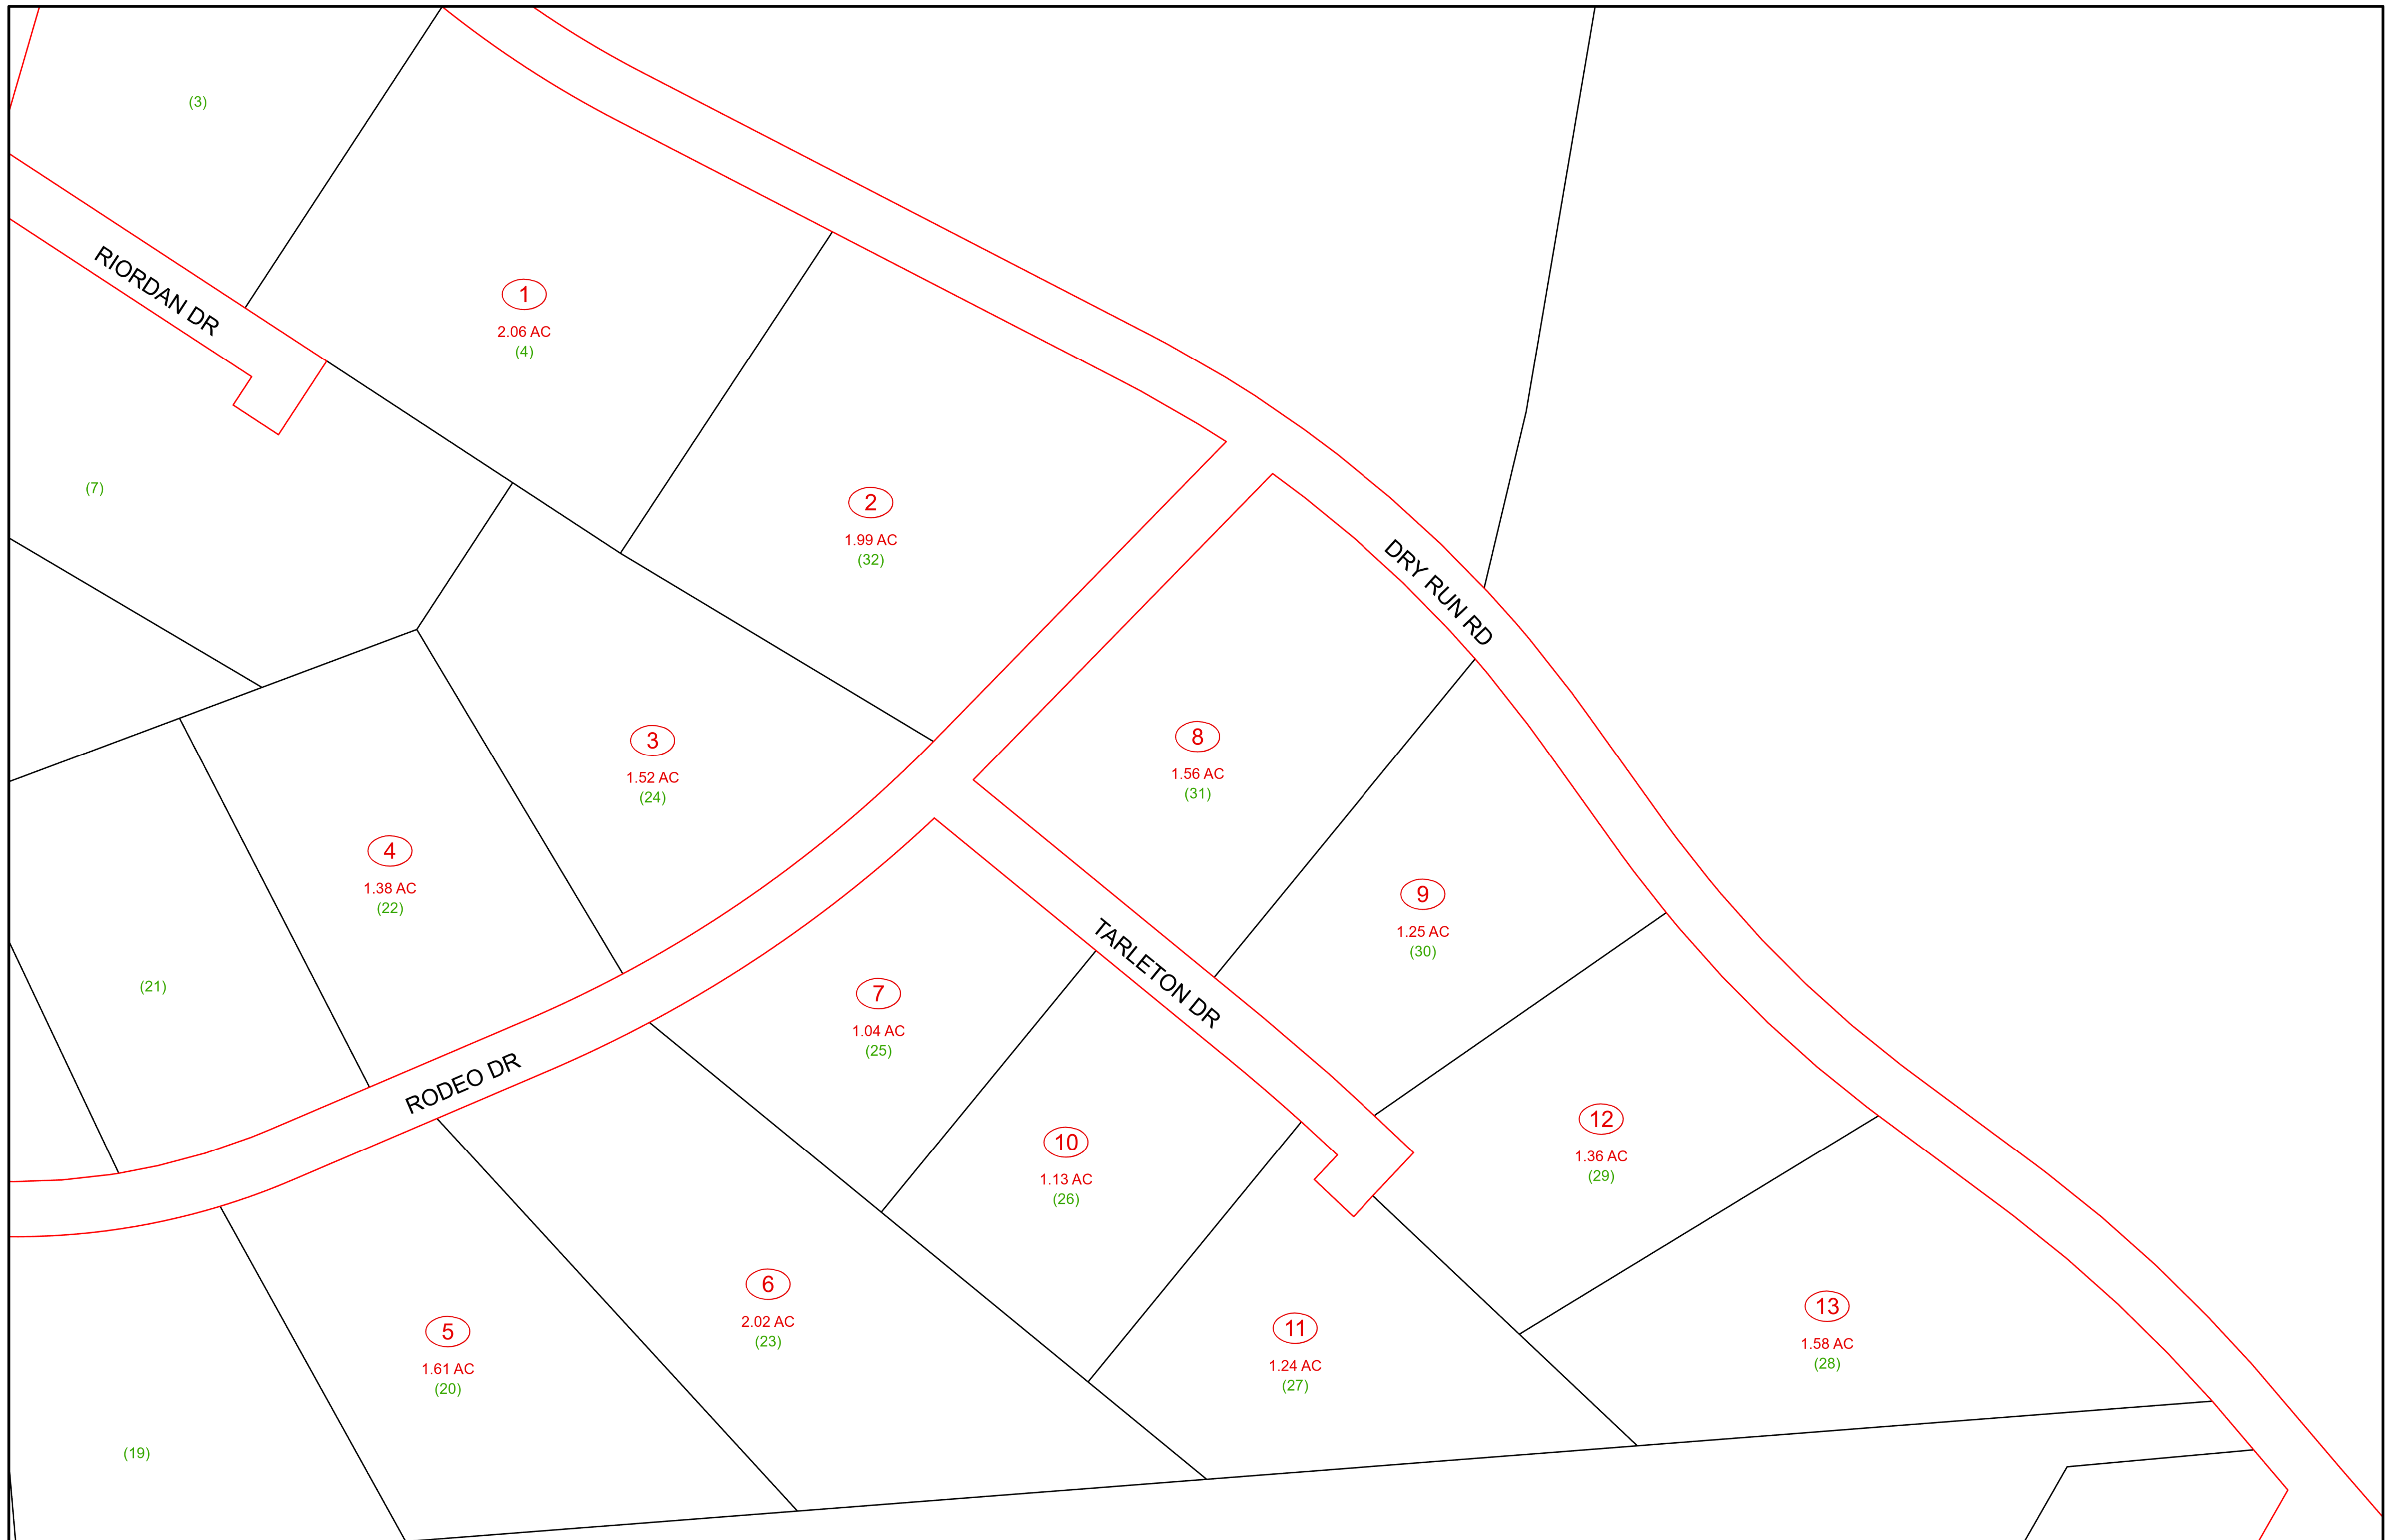 (3)
RIORDAN DR
1
2.06 AC
(4)
(7)
2
1.99 AC
(32)
DRY RUN RD
3
1.52 AC
(24)
8
1.56 AC
(31)
4
1.38 AC
(22)
9
1.25 AC
(30)
(21)
TARLETON DR
7
1.04 AC
(25)
RODEO DR
10
1.13 AC
(26)
12
1.36 AC
(29)
6
2.02 AC
(23)
13
1.58 AC
(28)
5
1.61 AC
(20)
11
1.24 AC
(27)
(19)